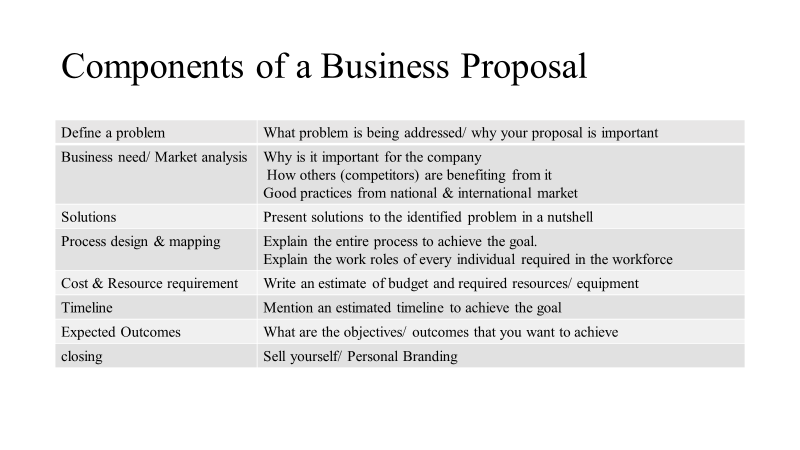 Components of a Business Proposal
Define a problem
What problem is being addressed/ why your proposal is important
Business need/ Market analysis
Why is it important for the company
How others (competitors) are benefiting from it
Good practices from national & international market
Solutions
Present solutions to the identified problem in a nutshell
Process design & mapping
Explain the entire process to achieve the goal.
Explain the work roles of every individual required in the workforce
Cost & Resource requirement
Write an estimate of budget and required resources/ equipment
Timeline
Mention an estimated timeline to achieve the goal
Expected Outcomes
What are the objectives/ outcomes that you want to achieve
closing
Sell yourself/ Personal Branding